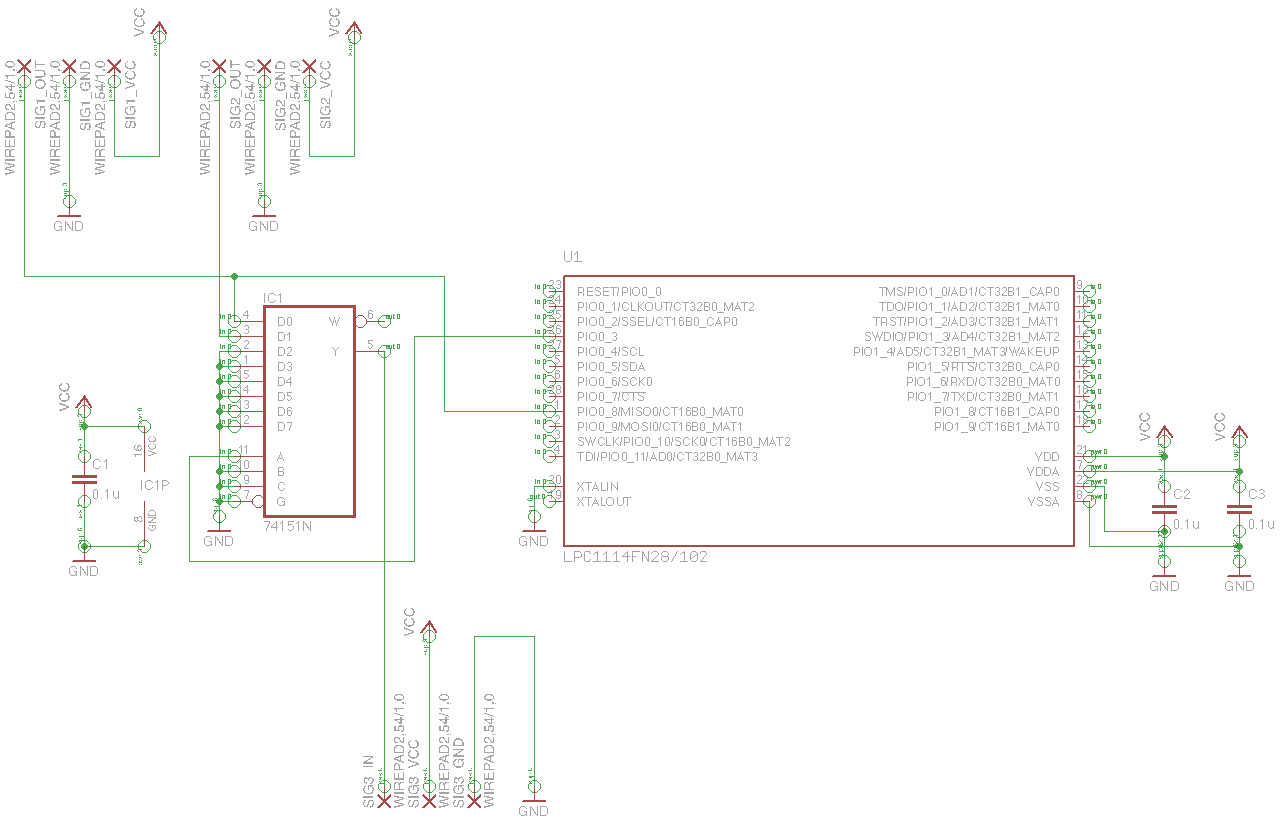 VCC
VCC
WIREPAD2,54/1,0
SIG1_OUT
WIREPAD2,54/1,0
SIG1_GND
WIREPAD2,54/1,0
SIG1_VCC
WIREPAD2,54/1,0
SIG2_OUT
WIREPAD2,54/1,0
SIG2_GND
WIREPAD2,54/1,0
SIG2_VCC
GND
GND
U1
RESET/PIO0_0
PIO0_1/CLKOUT/CT32B0_MAT2
PIO0_2/SSEL/CT16B0_CAP0
PIO0_3
PIO0_4/SCL
PIO0_5/SDA
PIO0_6/SCK0
PIO0_7/CTS
PIO0_8/MISO0/CT16B0_MAT0
PIO0_9/MOSI0/CT16B0_MAT1
SWCLK/PIO0_10/SCK0/CT16B0_MAT2
TDI/PIO0_11/AD0/CT32B0_MAT3
XTALIN
XTALOUT
TMS/PIO1_0/AD1/CT32B1_CAP0
TDO/PIO1_1/AD2/CT32B1_MAT0
TRST/PIO1_2/AD3/CT32B1_MAT1
SWDIO/PIO1_3/AD4/CT32B1_MAT2
PIO1_4/AD5/CT32B1_MAT3/WAKEUP
PIO1_5/RTS/CT32B0_CAP0
PIO1_6/RXD/CT32B0_MAT0
PIO1_7/TXD/CT32B0_MAT1
PIO1_8/CT16B1_CAP0
PIO1_9/CT16B1_MAT0
VDD
VDDA
VSS
VSSA
LPC1114FN28/102
IC1
4 D0 W 6
3 D1
2 D2 Y 5
1 D3
D4
D5
D6
D7
11 A
10 B
9 C
7 G
74151N
GND
VCC
C1
0.1u
16
VCC
IC1P
8
GND
GND
GND
VCC
C2
0.1u
GND
VCC
C3
0.1u
GND
VCC
SIG3_IN
WIREPAD2,54/1,0
SIG3_VCC
WIREPAD2,54/1,0
SIG3_GND
WIREPAD2,54/1,0
GND